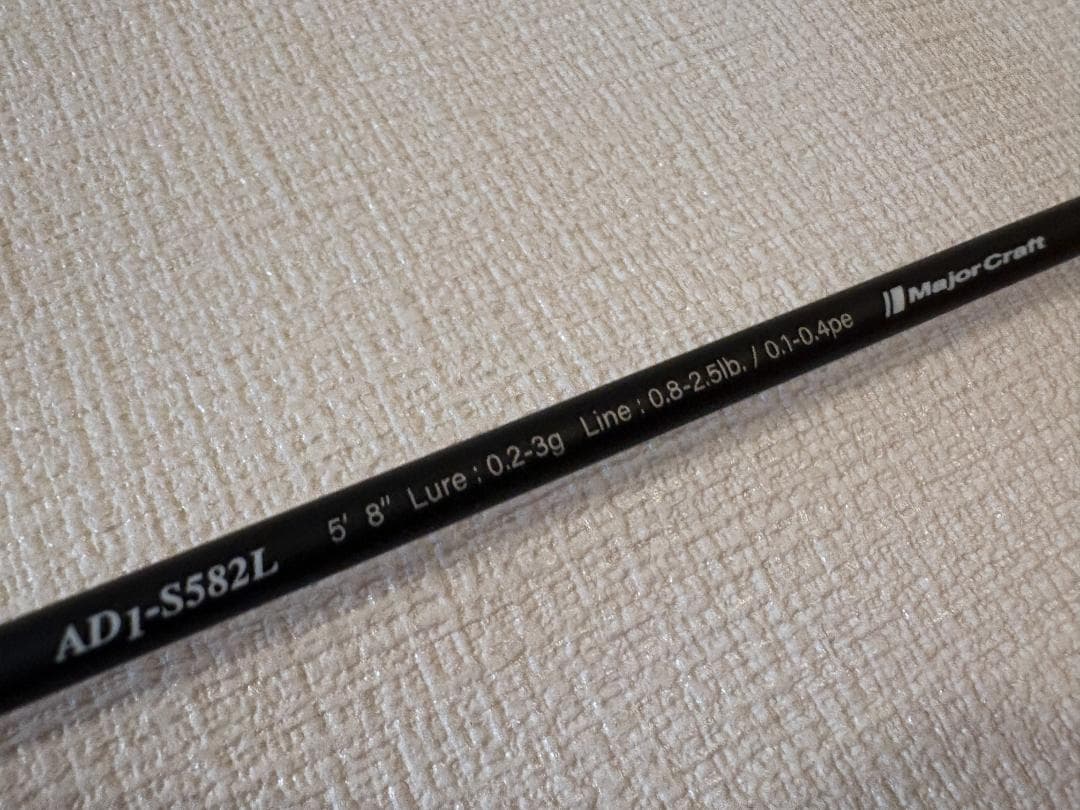 AD1-S582L 5' 8" Lure : 0.2-3g Line : 0.8-2.5lb. / 0.1-0.4pe Major Craft